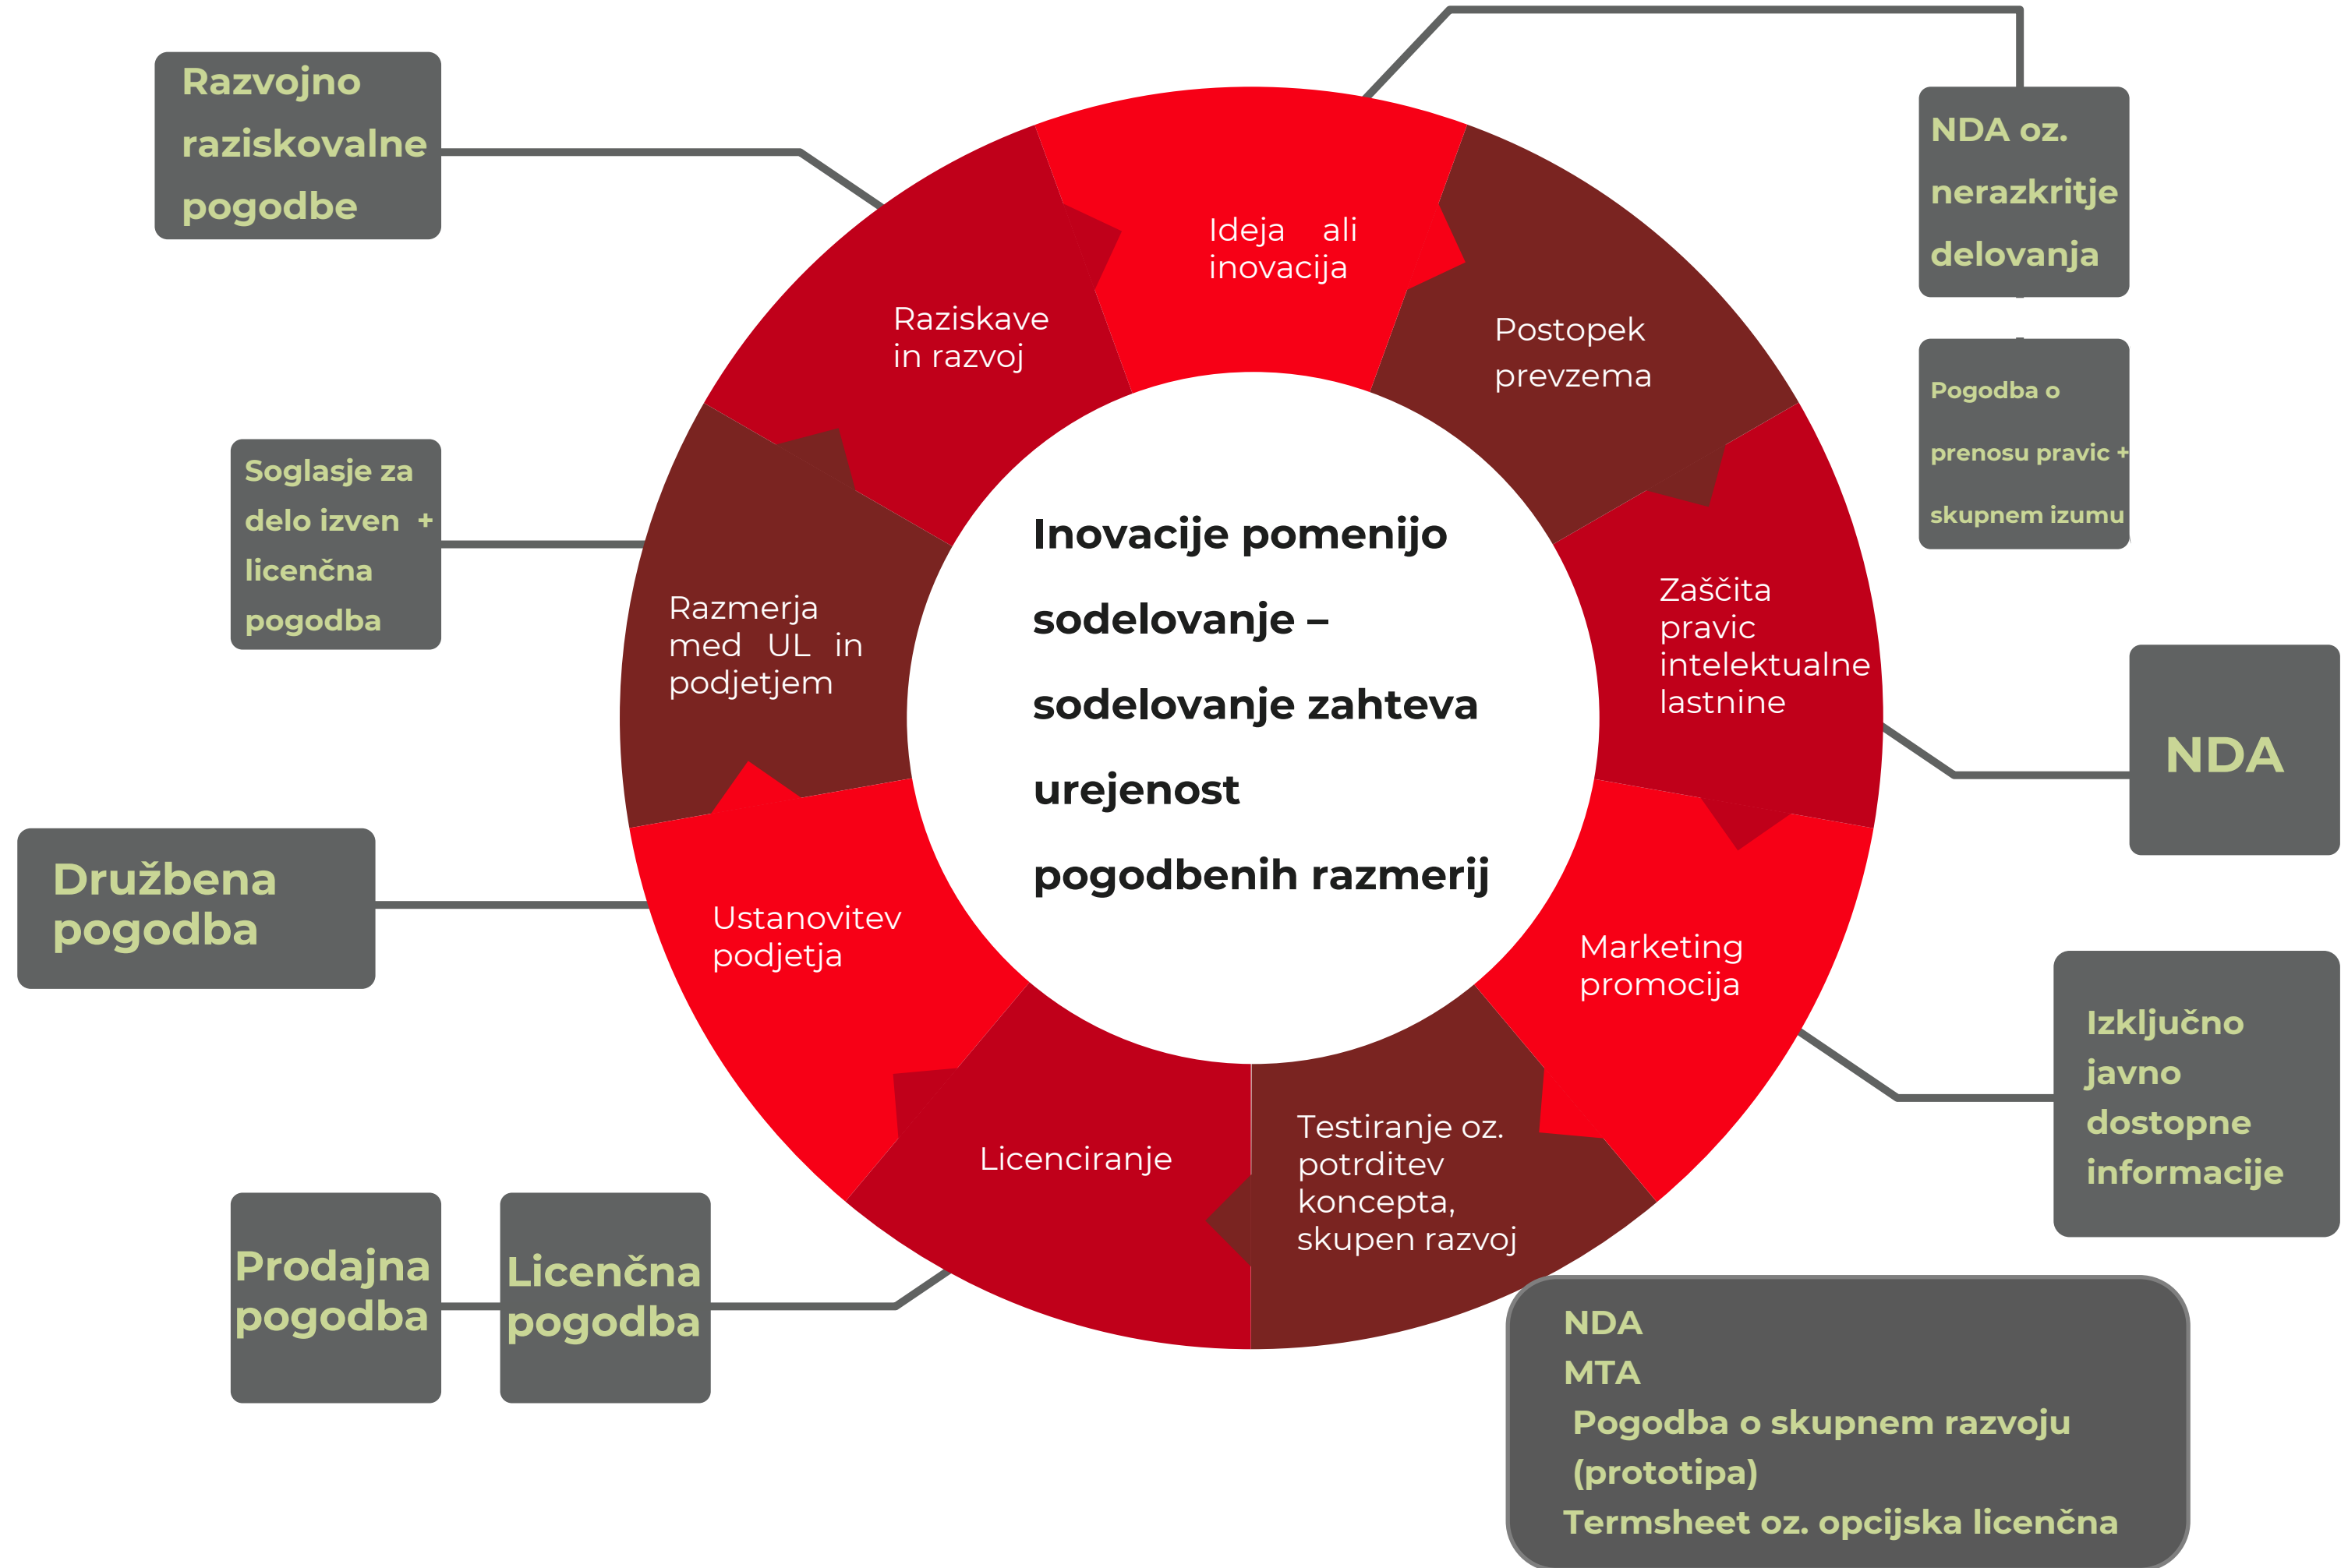 Razvojno
raziskovalne
pogodbe
NDA oz.
nerazkritje
delovanja
Ideja ali
inovacija
Raziskave
in razvoj
Postopek
prevzema
Pogodba o
prenosu pravic +
skupnem izumu
Soglasje za
delo izven +
licenčna
pogodba
Inovacije pomenijo
sodelovanje –
sodelovanje zahteva
urejenost
pogodbenih razmerij
Razmerja
med UL in
podjetjem
Zaščita
pravic
intelektualne
lastnine
NDA
Družbena
pogodba
Ustanovitev
podjetja
Marketing
promocija
Izključno
javno
dostopne
informacije
Licenciranje
Testiranje oz.
potrditev
koncepta,
skupen razvoj
Prodajna
pogodba
Licenčna
pogodba
NDA
MTA
Pogodba o skupnem razvoju
(prototipa)
Termsheet oz. opcijska licenčna